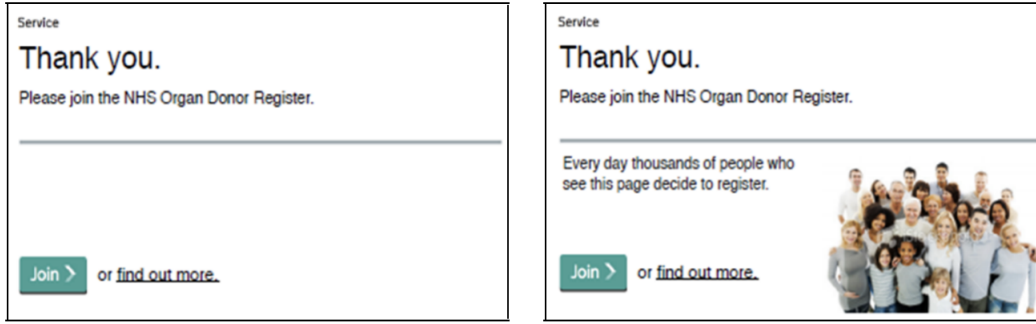 Service
Thank you.
Please join the NHS Organ Donor Register.
Join >
or find out more.
Service
Thank you.
Please join the NHS Organ Donor Register.
Every day thousands of people who
see this page decide to register.
Join >
or find out more.